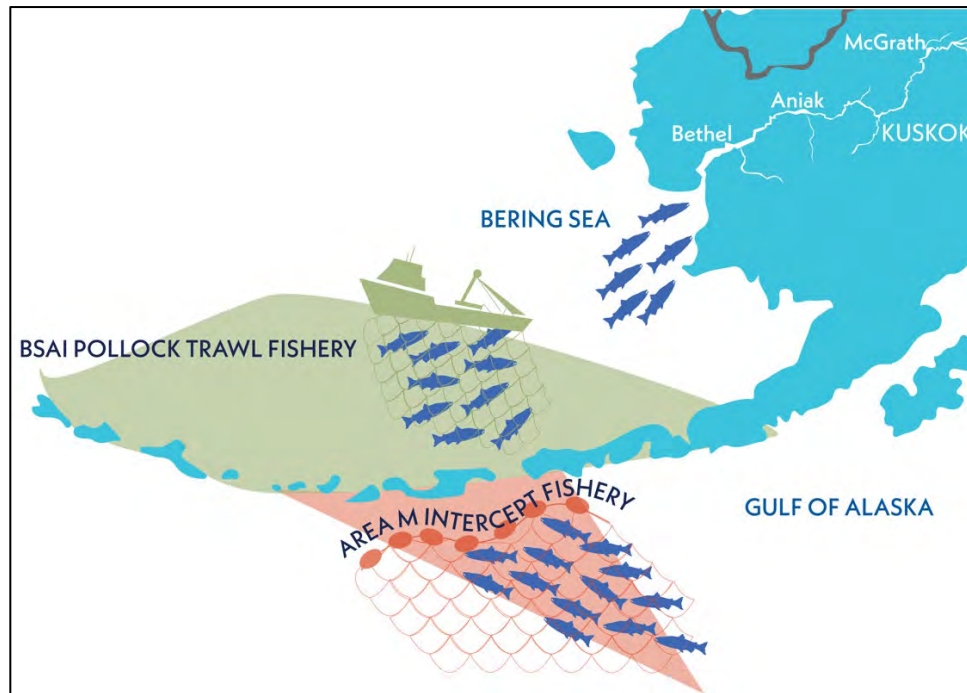 McGrath
Aniak
Bethel
KUSKOK
BERING SEA
BSAI POLLOCK TRAWL FISHERY
AREA M INTERCEPT FISHERY
GULF OF ALASKA